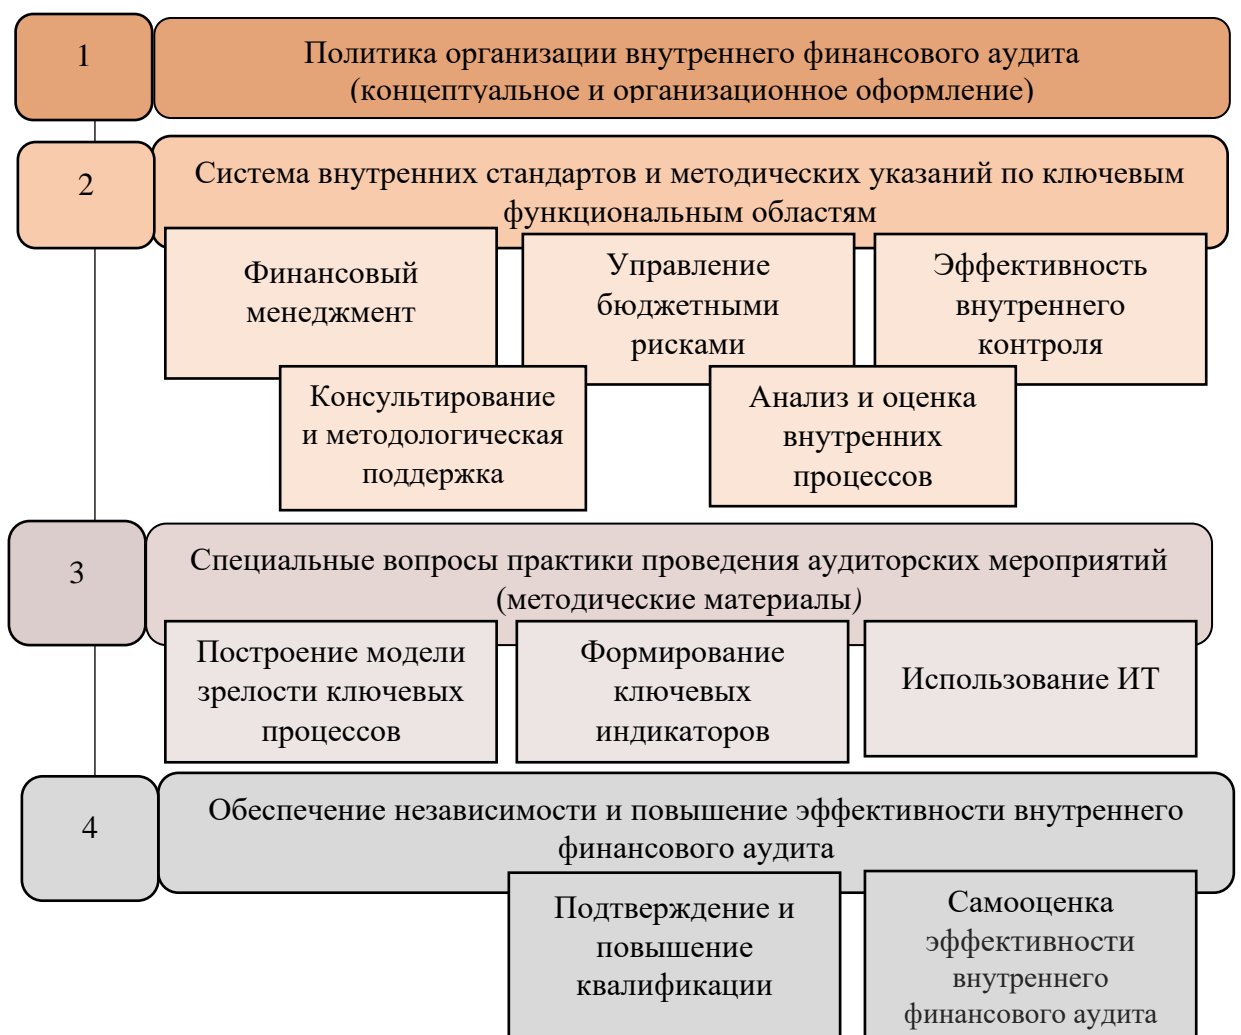 1
Политика организации внутреннего финансового аудита
(концептуальное и организационное оформление)
2
Система внутренних стандартов и методических указаний по ключевым
функциональным областям
Финансовый
менеджмент
Управление
бюджетными
рисками
Эффективность
внутреннего
контроля
Консультирование
и методологическая
поддержка
Анализ и оценка
внутренних
процессов
3
Специальные вопросы практики проведения аудиторских мероприятий
(методические материалы)
Построение модели
зрелости ключевых
процессов
Формирование
ключевых
индикаторов
Использование ИТ
4
Обеспечение независимости и повышение эффективности внутреннего
финансового аудита
Подтверждение и
повышение
квалификации
Самооценка
эффективности
внутреннего
финансового аудита